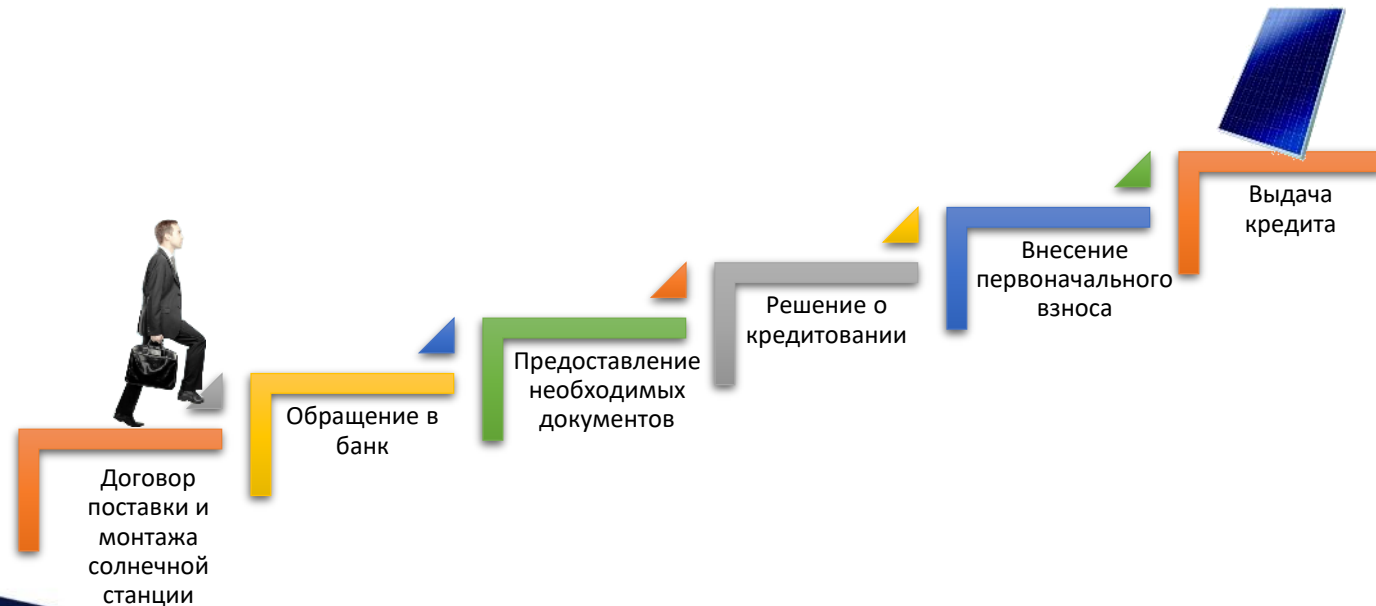 Договор
поставки и
монтажа
солнечной
станции
Обращение в
банк
Предоставление
необходимых
документов
Решение о
кредитовании
Внесение
первоначального
взноса
Выдача
кредита